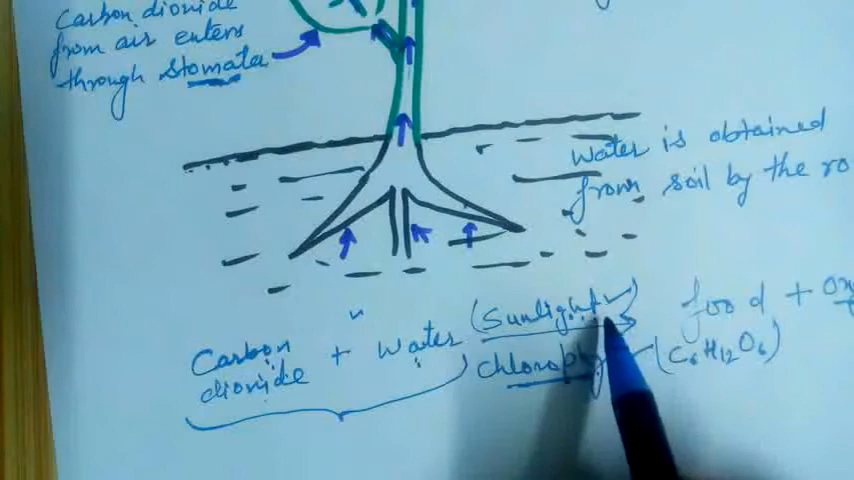 Carbon dioxide
from air enters
through stomata
Water is obtained
from soil by the
Carbon dioxide + Water (Sunlight) food +
(C6H12O6)